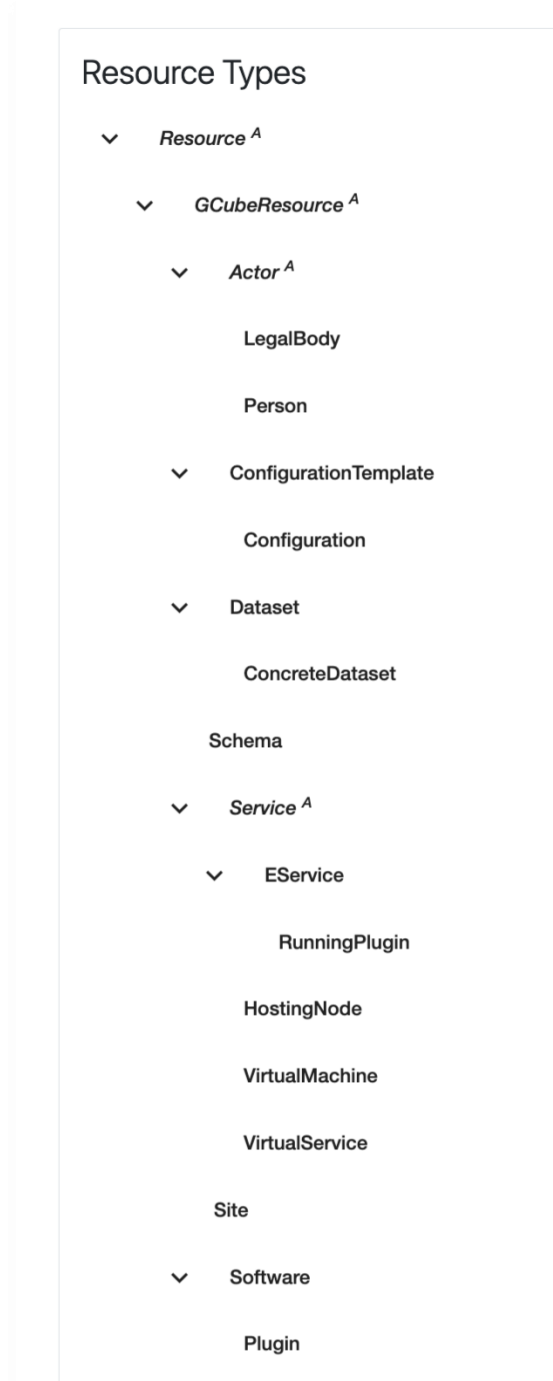 Resource Types
Resource A
GCubeResource A
Actor A
LegalBody
Person
ConfigurationTemplate
Configuration
Dataset
ConcreteDataset
Schema
Service A
EService
RunningPlugin
HostingNode
VirtualMachine
VirtualService
Site
Software
Plugin